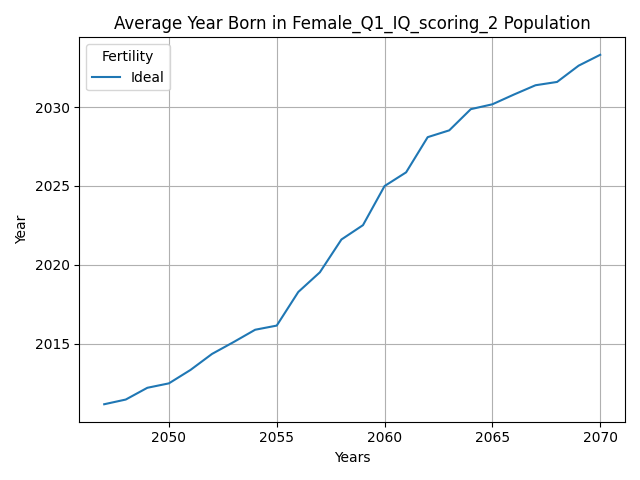 Average Year Born in Female_Q1_IQ_scoring_2 Population
Fertility
Ideal
2030
2025
2020
2015
Year
2050 2055 2060 2065 2070
Years